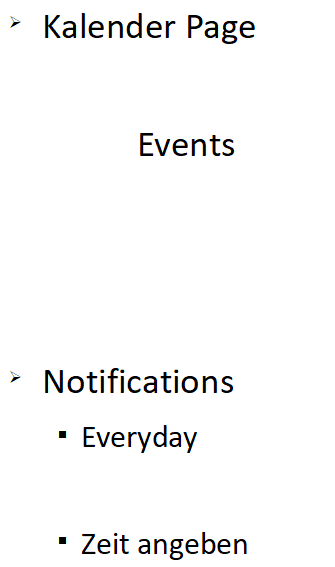 ➢ Kalender Page
Events
➢ Notifications
▪ Everyday
▪ Zeit angeben